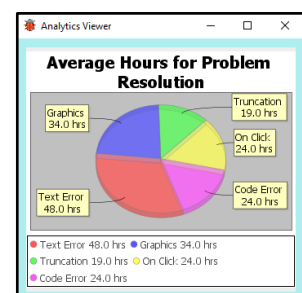 Analytics Viewer
Average Hours for Problem
Resolution
Graphics
34.0 hrs
Truncation
19.0 hrs
On Click
24.0 hrs
Text Error
48.0 hrs
Code Error
24.0 hrs
Text Error 48.0 hrs Graphics 34.0 hrs
Truncation 19.0 hrs On Click 24.0 hrs
Code Error 24.0 hrs